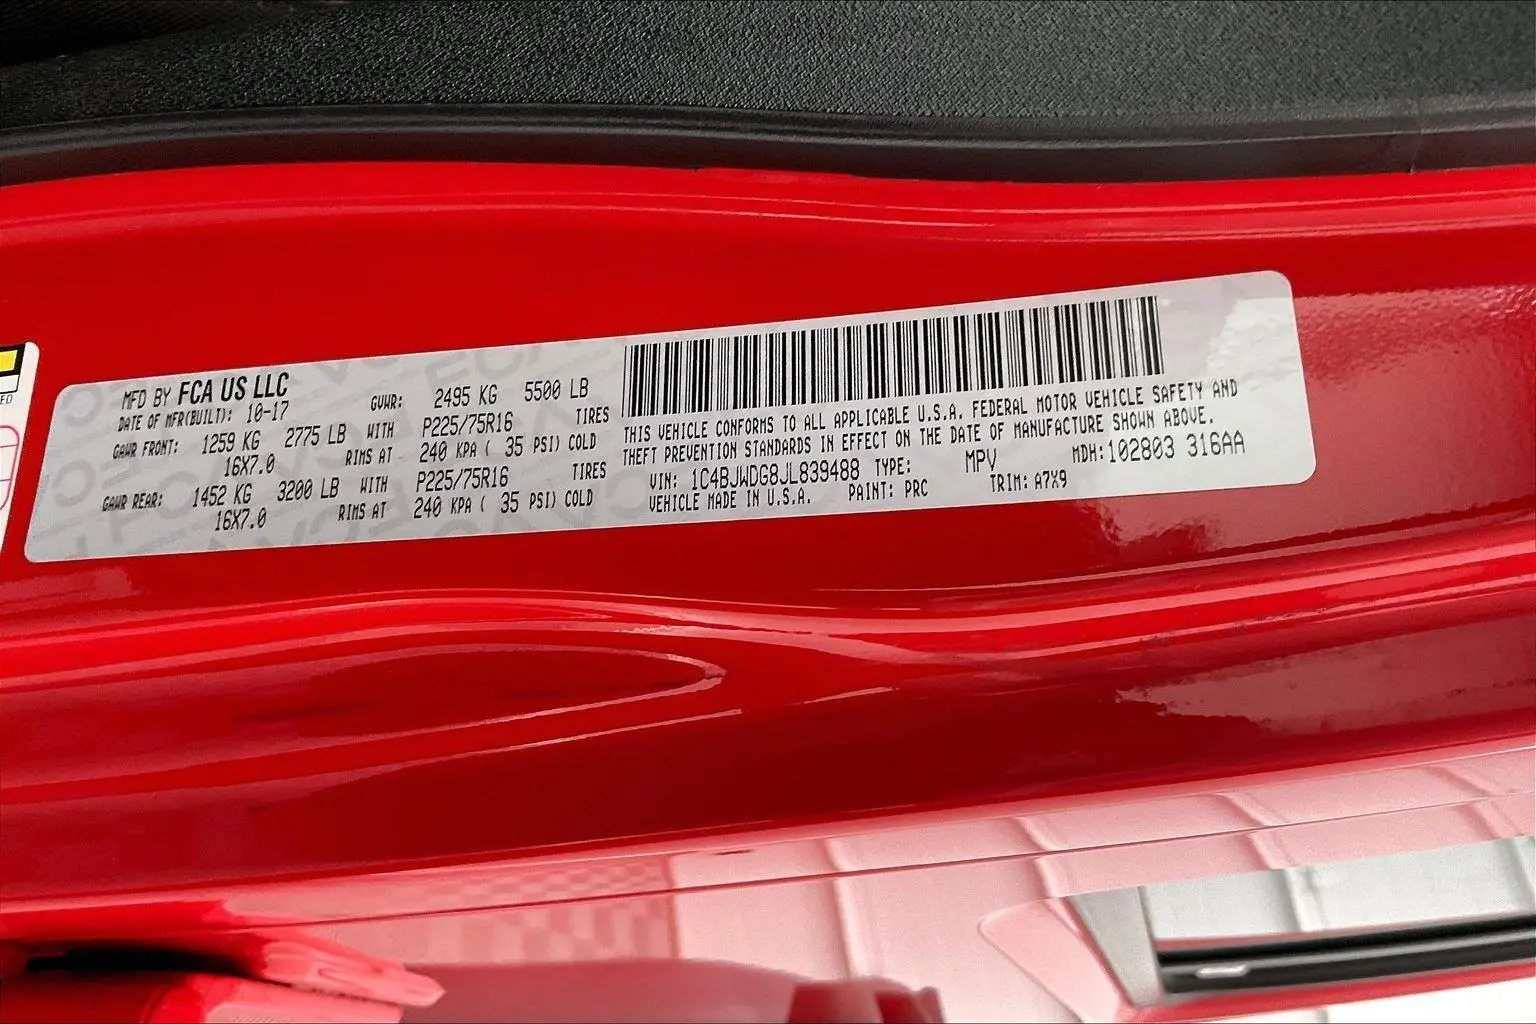 MFD BY FCA US LLC GVWR: 2495 KG 5500 LB
DATE OF MFR(BUILT): 10-17
GAWR FRONT: 1259 KG 2775 LB WITH P225/75R16 TIRES
16X7.0 RIMS AT 240 KPA ( 35 PSI) COLD
GAWR REAR: 1452 KG 3200 LB WITH P225/75R16 TIRES
16X7.0 RIMS AT 240 KPA ( 35 PSI) COLD
THIS VEHICLE CONFORMS TO ALL APPLICABLE U.S.A. FEDERAL MOTOR VEHICLE SAFETY AND
THEFT PREVENTION STANDARDS IN EFFECT ON THE DATE OF MANUFACTURE SHOWN ABOVE.
VIN: 1C4BJWDG8JL839488 TYPE: MPV MDH:102803 316AA
VEHICLE MADE IN U.S.A. PAINT: PRC TRIM: A7X9